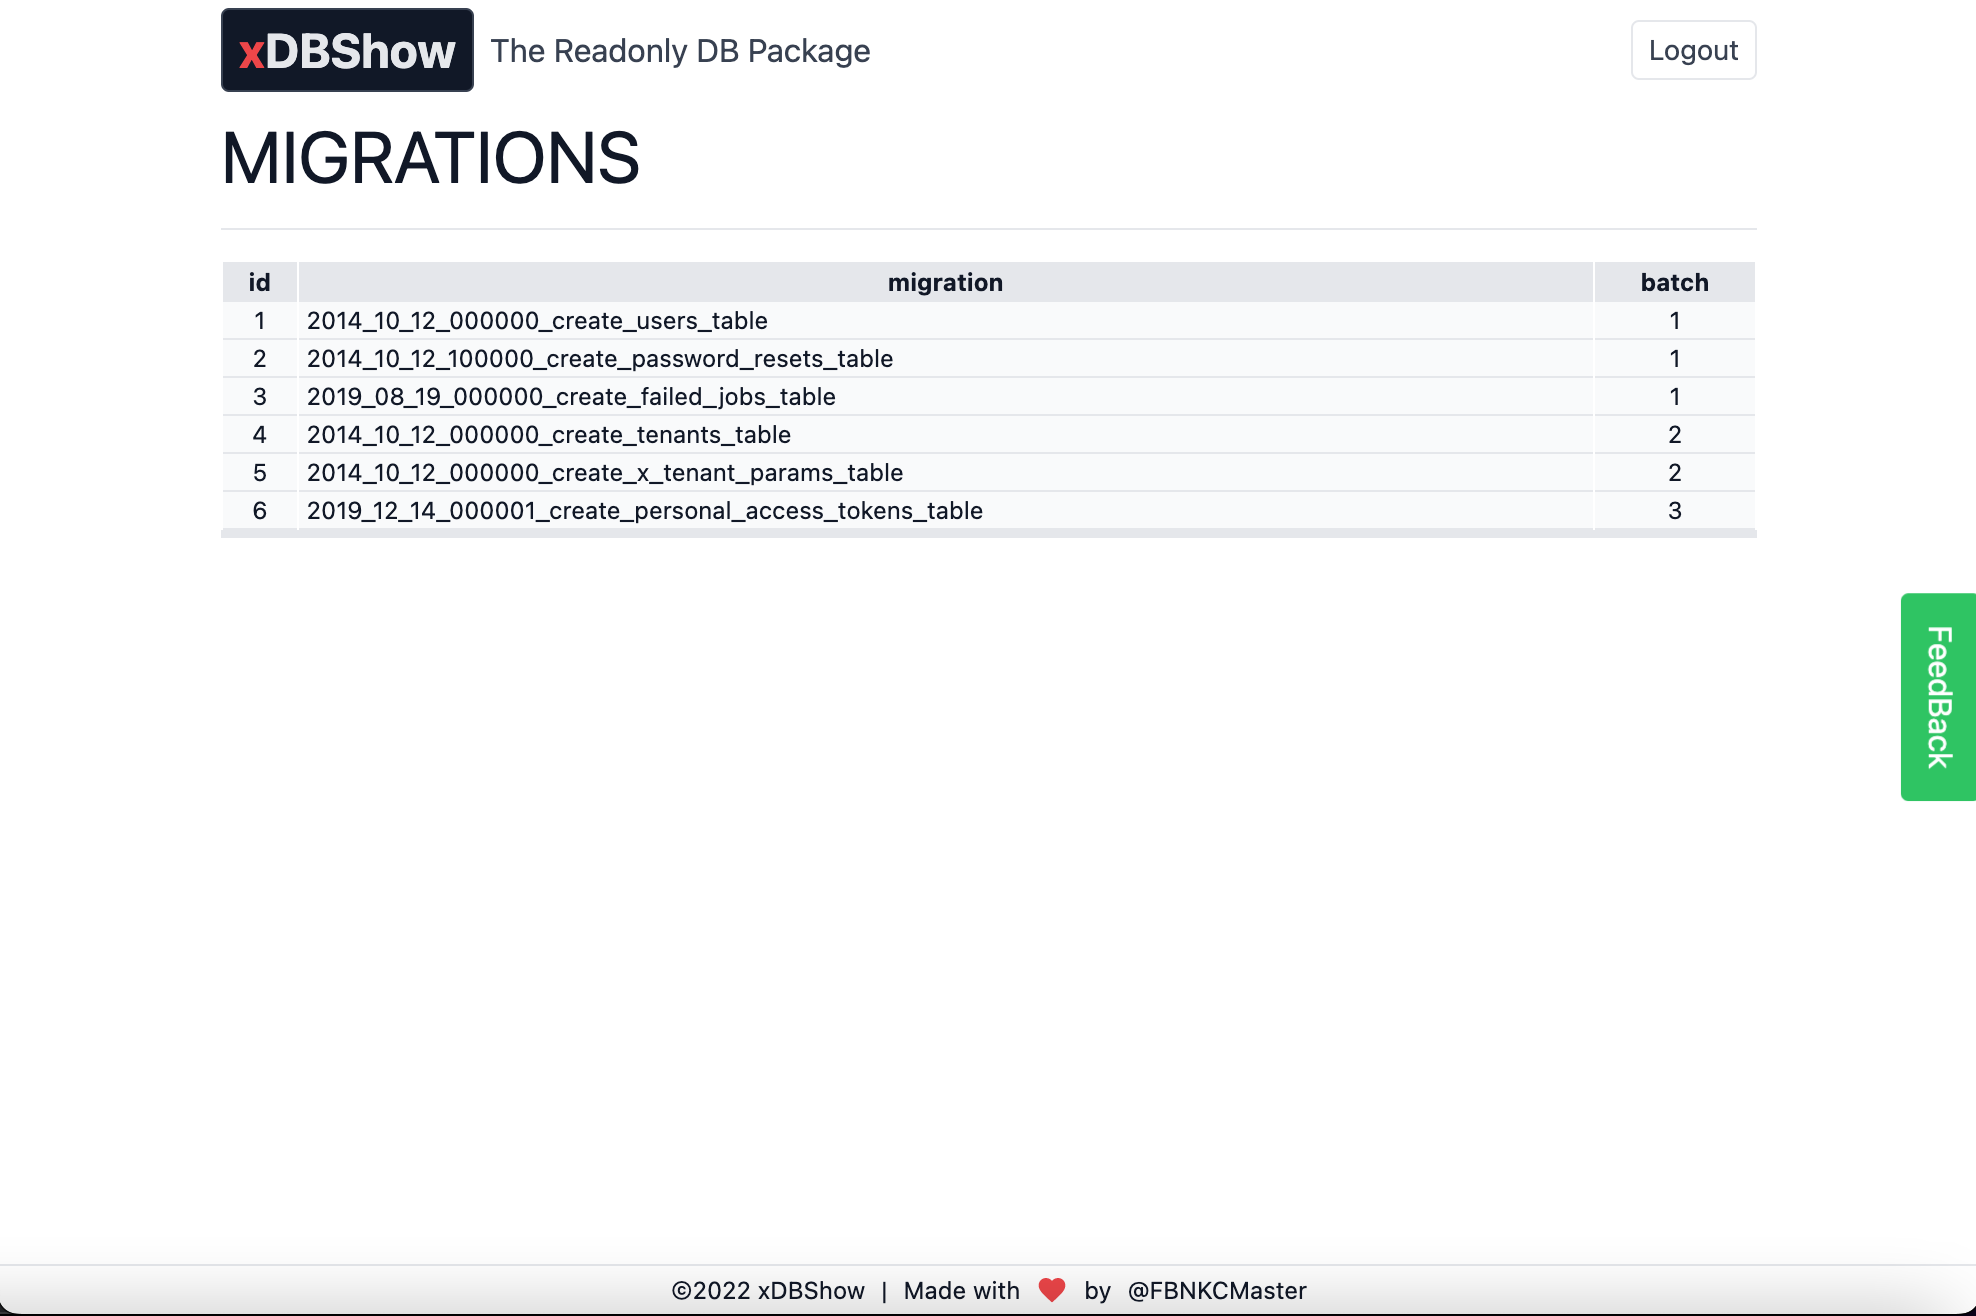 xDBShow The Readonly DB Package Logout
MIGRATIONS
id migration batch
1 2014_10_12_000000_create_users_table 1
2 2014_10_12_100000_create_password_resets_table 1
3 2019_08_19_000000_create_failed_jobs_table 1
4 2014_10_12_000000_create_tenants_table 2
5 2014_10_12_000000_create_x_tenant_params_table 2
6 2019_12_14_000001_create_personal_access_tokens_table 3
FeedBack
©2022 xDBShow | Made with ❤️ by @FBNKCMaster